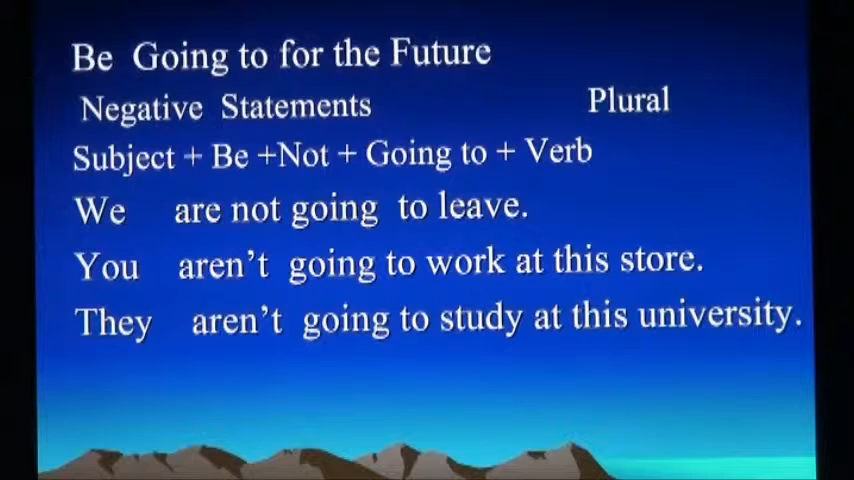 Be Going to for the Future
Negative Statements Plural
Subject + Be +Not + Going to + Verb
We are not going to leave.
You aren't going to work at this store.
They aren't going to study at this university.